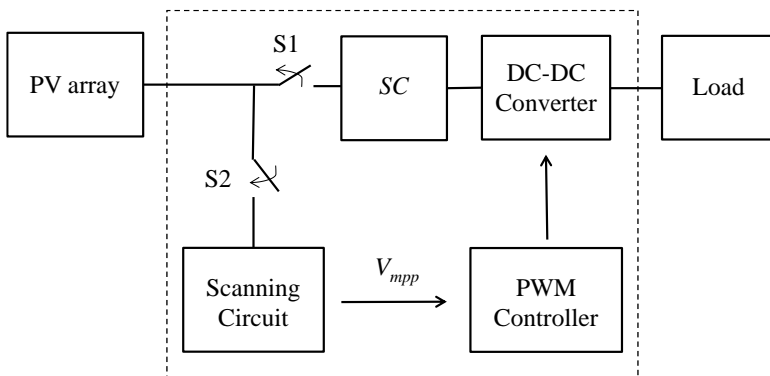 S1
PV array
SC
DC-DC
Converter
Load
S2
Scanning
Circuit
Vmpp
PWM
Controller